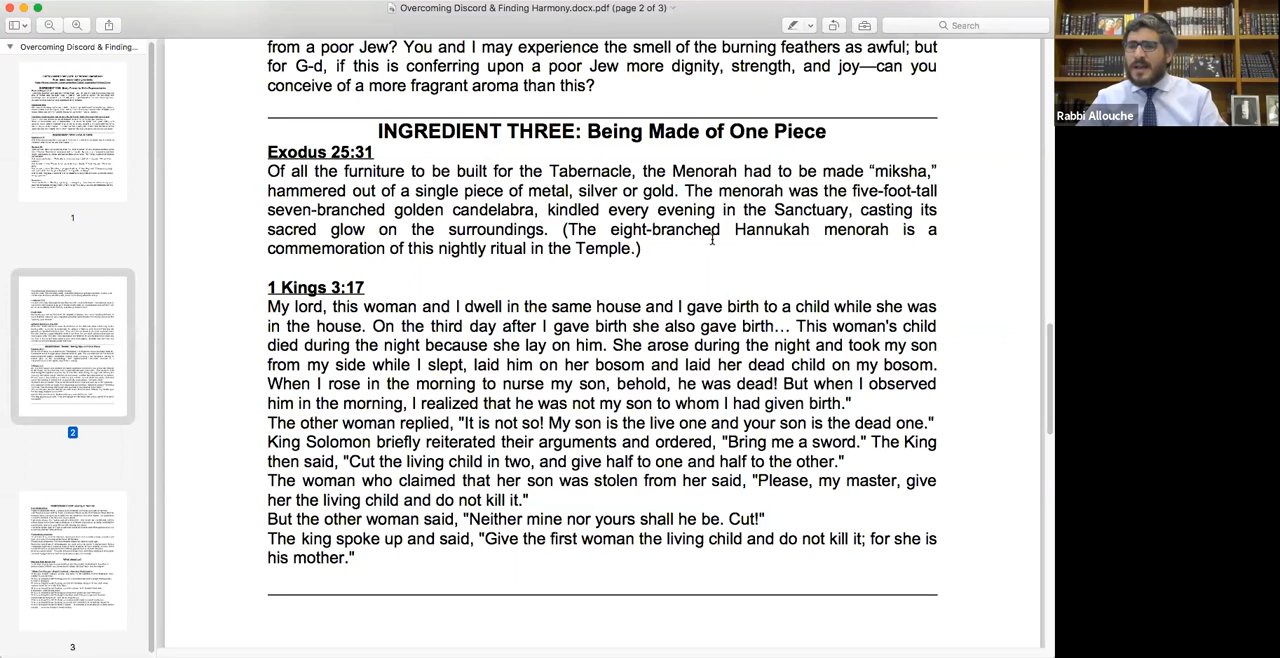 Overcoming Discord & Finding Harmony.docx.pdf (page 2 of 3)
Search
Overcoming Discord & Finding...
1
2
3
from a poor Jew? You and I may experience the smell of the burning feathers as awful; but
for G-d, if this is conferring upon a poor Jew more dignity, strength, and joy—can you
conceive of a more fragrant aroma than this?
INGREDIENT THREE: Being Made of One Piece
Exodus 25:31
Of all the furniture to be built for the Tabernacle, the Menorah had to be made “miksha,”
hammered out of a single piece of metal, silver or gold. The menorah was the five-foot-tall
seven-branched golden candelabra, kindled every evening in the Sanctuary, casting its
sacred glow on the surroundings. (The eight-branched Hannukah menorah is a
commemoration of this nightly ritual in the Temple.)
1 Kings 3:17
My lord, this woman and I dwell in the same house and I gave birth to a child while she was
in the house. On the third day after I gave birth she also gave birth... This woman's child
died during the night because she lay on him. She arose during the night and took my son
from my side while I slept, lain him on her bosom and laid her dead child on my bosom.
When I rose in the morning to nurse my son, behold, he was dead! But when I observed
him in the morning, I realized that he was not my son to whom I had given birth."
The other woman replied, "It is not so! My son is the live one and your son is the dead one."
King Solomon briefly reiterated their arguments and ordered, "Bring me a sword." The King
then said, "Cut the living child in two, and give half to one and half to the other."
The woman who claimed that her son was stolen from her said, "Please, my master, give
her the living child and do not kill it."
But the other woman said, "Neither mine nor yours shall he be. Cut!"
The king spoke up and said, "Give the first woman the living child and do not kill it; for she is
his mother."
Rabbi Allouche